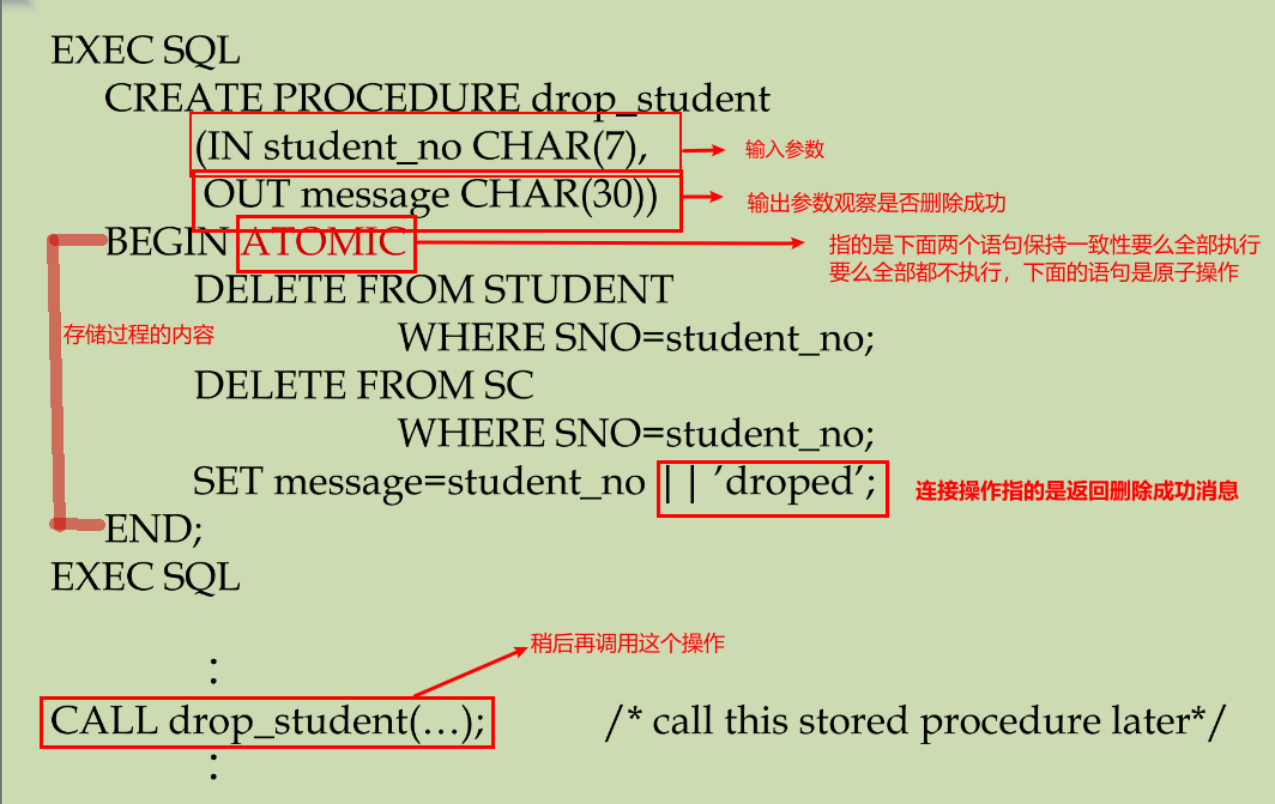 EXEC SQL
CREATE PROCEDURE drop_student
(IN student_no CHAR(7),
输入参数
OUT message CHAR(30))
输出参数观察是否删除成功
BEGIN ATOMIC
指的是下面两个语句保持一致性要么全部执行
要么全部都不执行，下面的语句是原子操作
DELETE FROM STUDENT
存储过程的内容
WHERE SNO=student_no;
DELETE FROM SC
WHERE SNO=student_no;
SET message=student_no || ’droped’;
连接操作指的是返回删除成功消息
END;
EXEC SQL
稍后再调用这个操作
:
CALL drop_student(…); /* call this stored procedure later*/
: